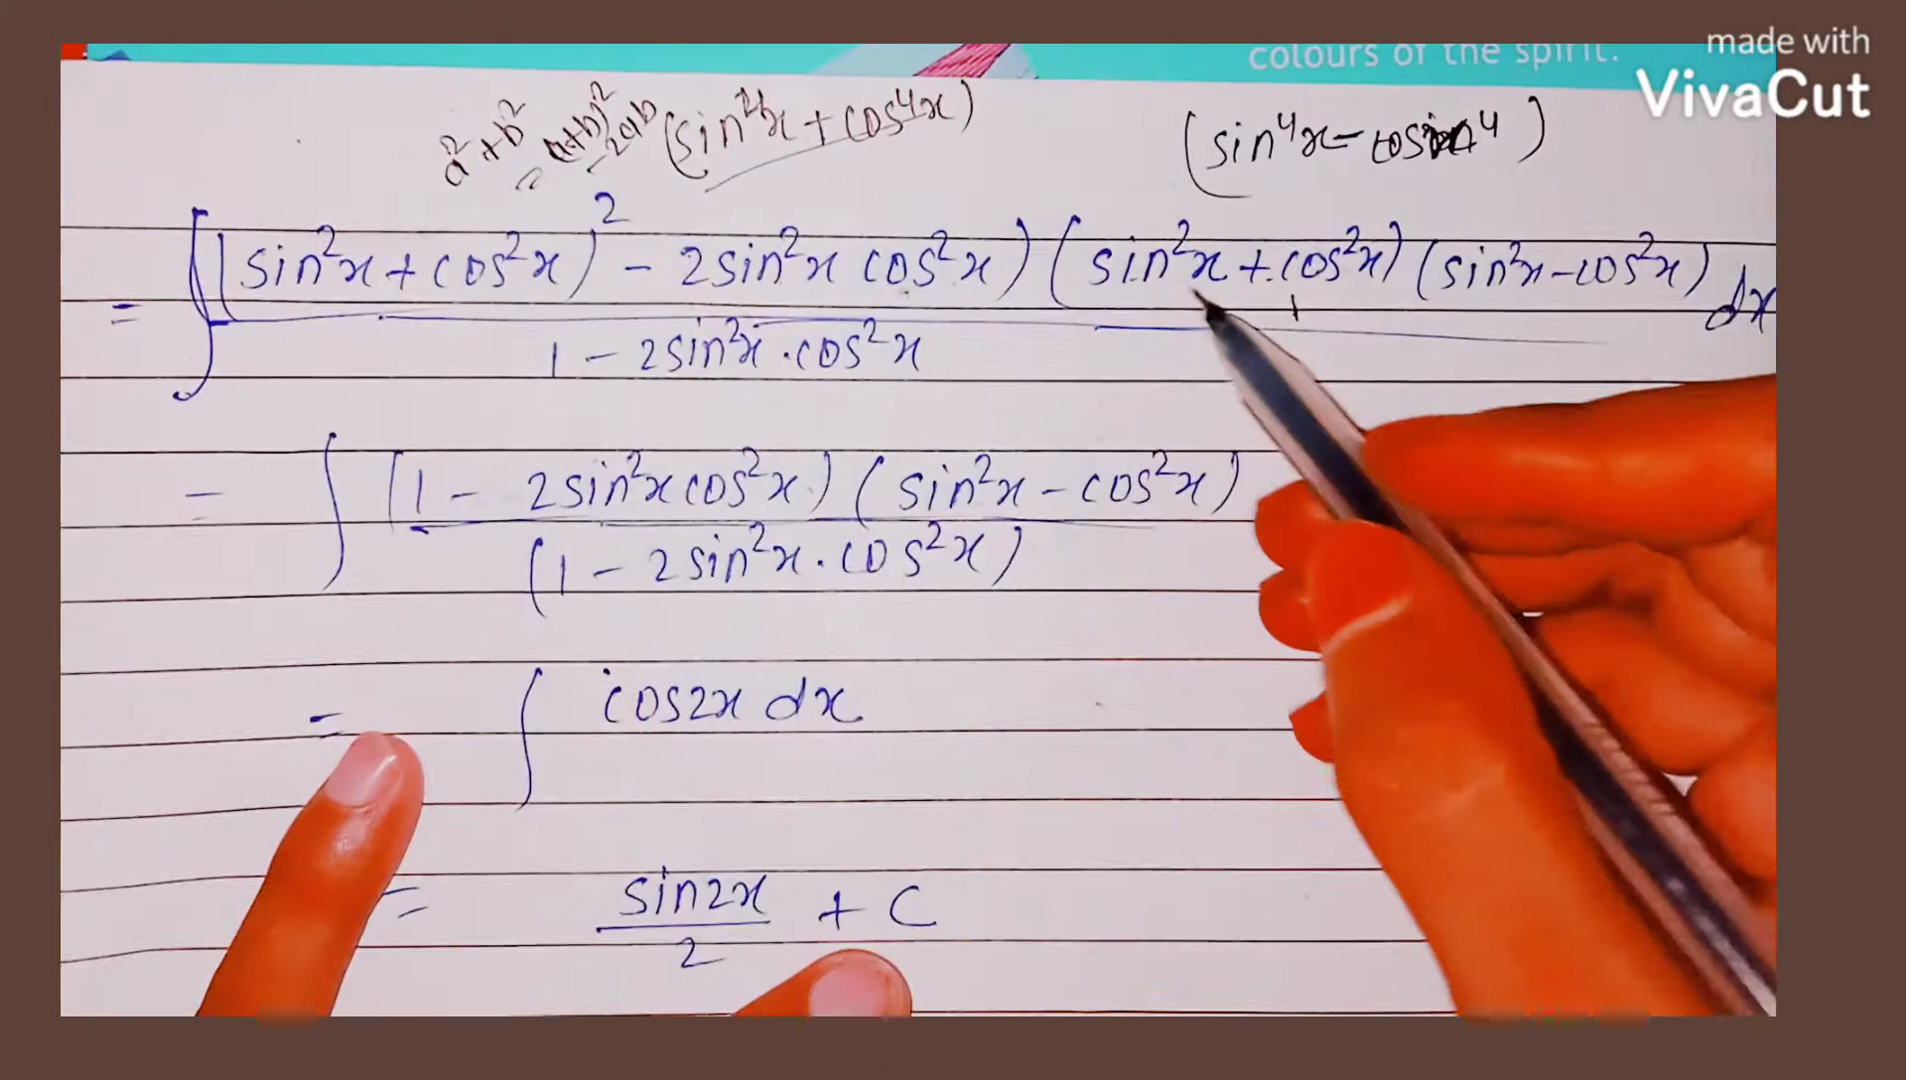 colours of the spirit.
made with
VivaCut
a²+b² = (a+b)² - 2ab (sin⁴x + cos⁴x) (sin⁴x - cos⁴)
= ∫ ((sin²x + cos²x)² - 2sin²x cos²x) (sin²x + cos²x) (sin²x - cos²x) dx
1
1 - 2sin²x . cos²x
= ∫ (1 - 2sin²x cos²x) (sin²x - cos²x)
(1 - 2sin²x . cos²x)
= ∫ cos2x dx
= sin2x + C
2